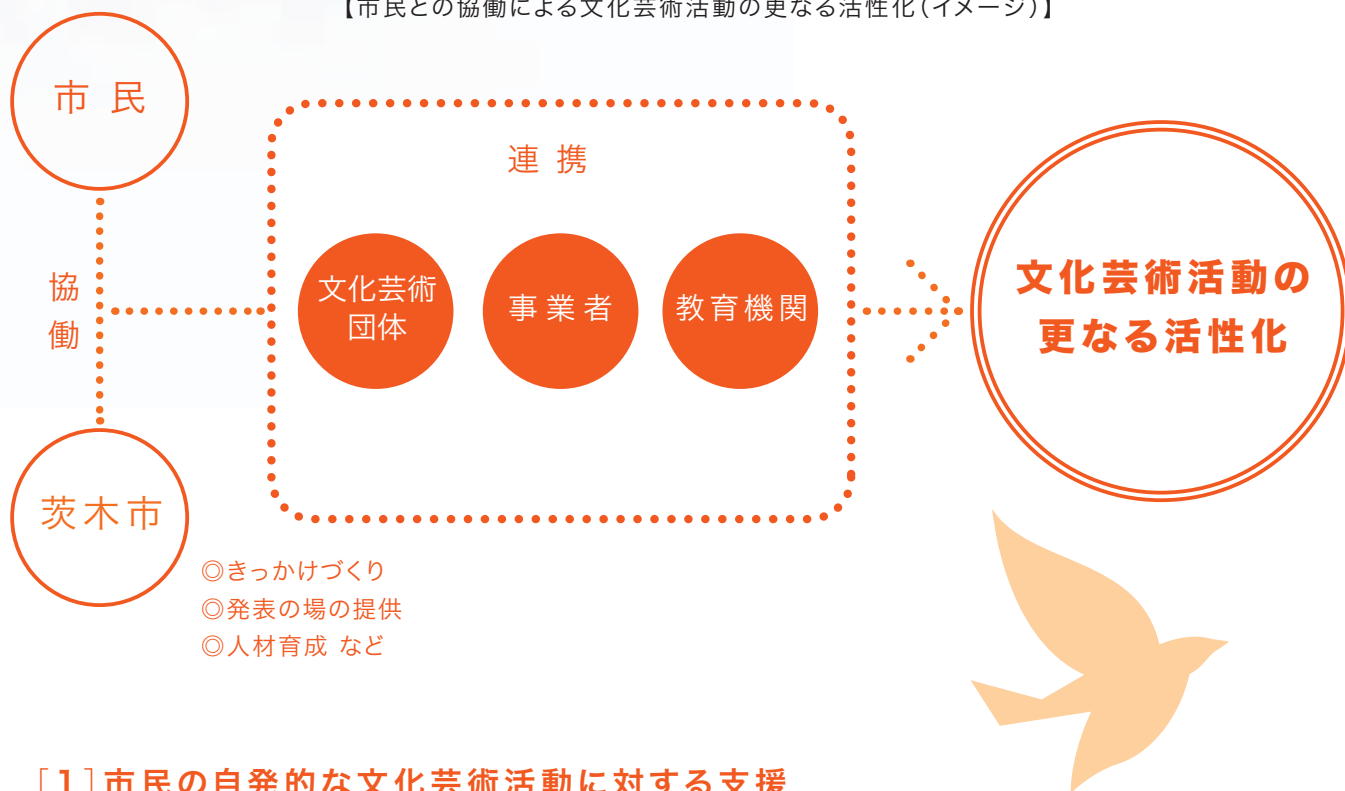 【市民との協働による文化芸術活動の更なる活性化(イメージ)】
市民
連携
協
働
文化芸術
団体
事業者
教育機関
文化芸術活動の
更なる活性化
茨木市
◎きっかけづくり
◎発表の場の提供
◎人材育成 など
[1]市民の自発的な文化芸術活動に対する支援